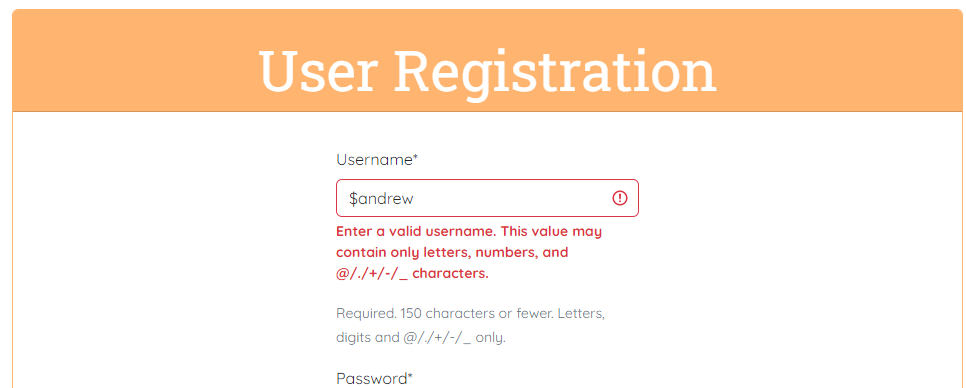 User Registration
Username*
$andrew
Enter a valid username. This value may
contain only letters, numbers, and
@/./+/-/_ characters.
Required. 150 characters or fewer. Letters,
digits and @/./+/-/_ only.
Password*